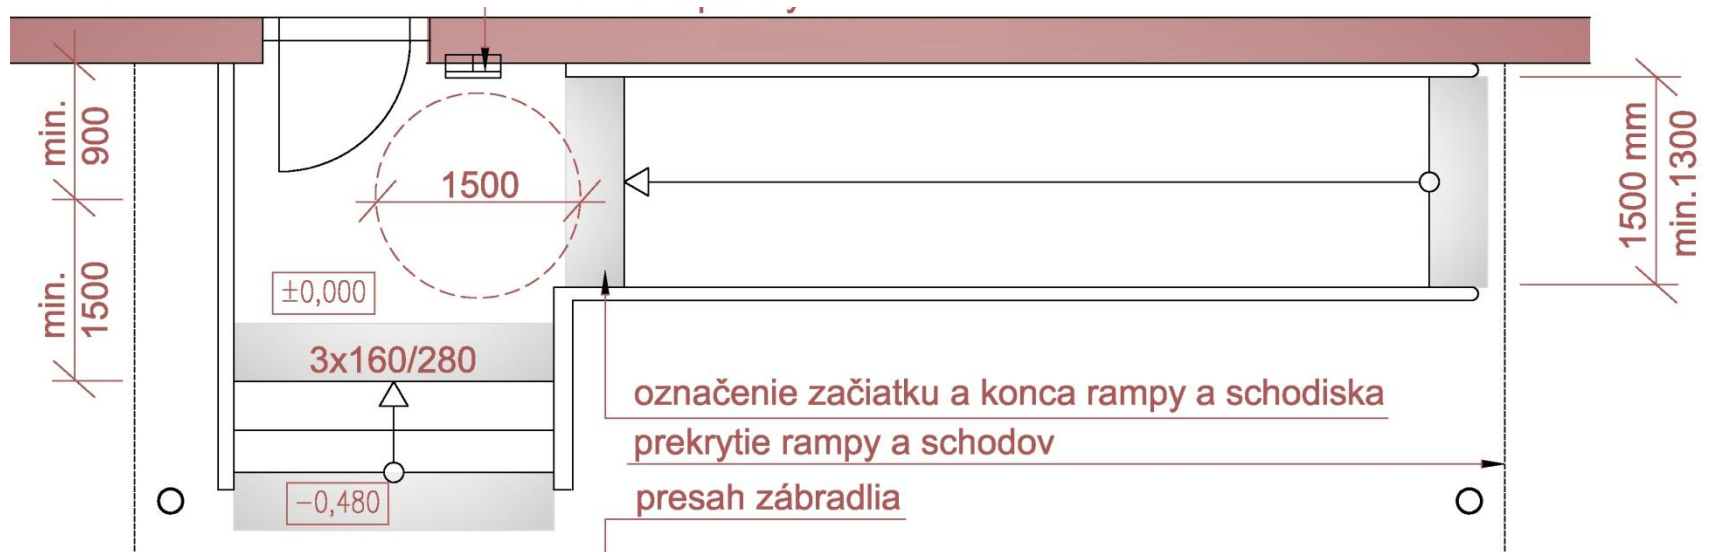 min.
900
min.
1500
1500
±0,000
3x160/280
−0,480
označenie začiatku a konca rampy a schodiska
prekrytie rampy a schodov
presah zábradlia
1500 mm
min.1300